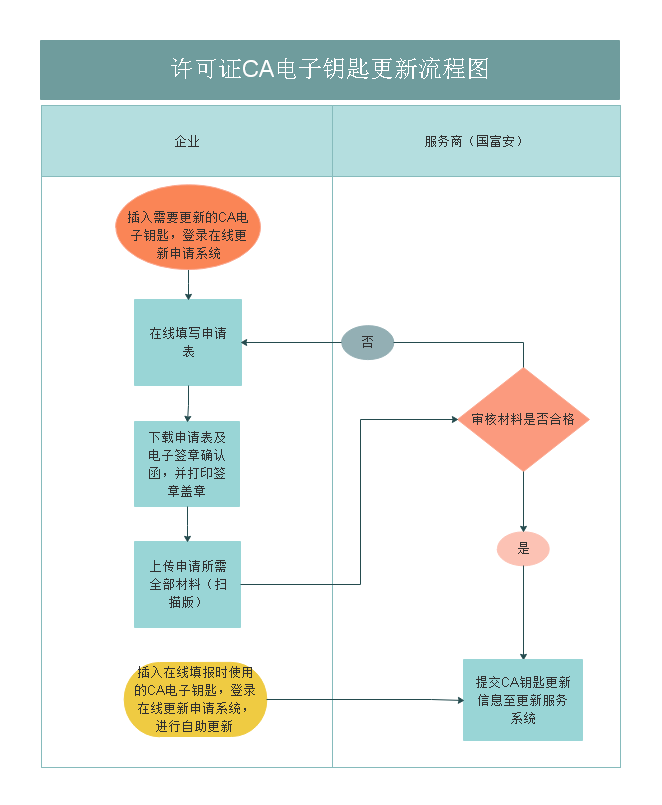 许可证CA电子钥匙更新流程图
企业
服务商（国富安）
插入需要更新的CA电
子钥匙，登录在线更
新申请系统
在线填写申请
表
否
审核材料是否合格
下载申请表及
电子签章确认
函，并打印签
章盖章
是
上传申请所需
全部材料（扫
描版）
插入在线填报时使用
的CA电子钥匙，登录
在线更新申请系统，
进行自助更新
提交CA钥匙更新
信息至更新服务
系统